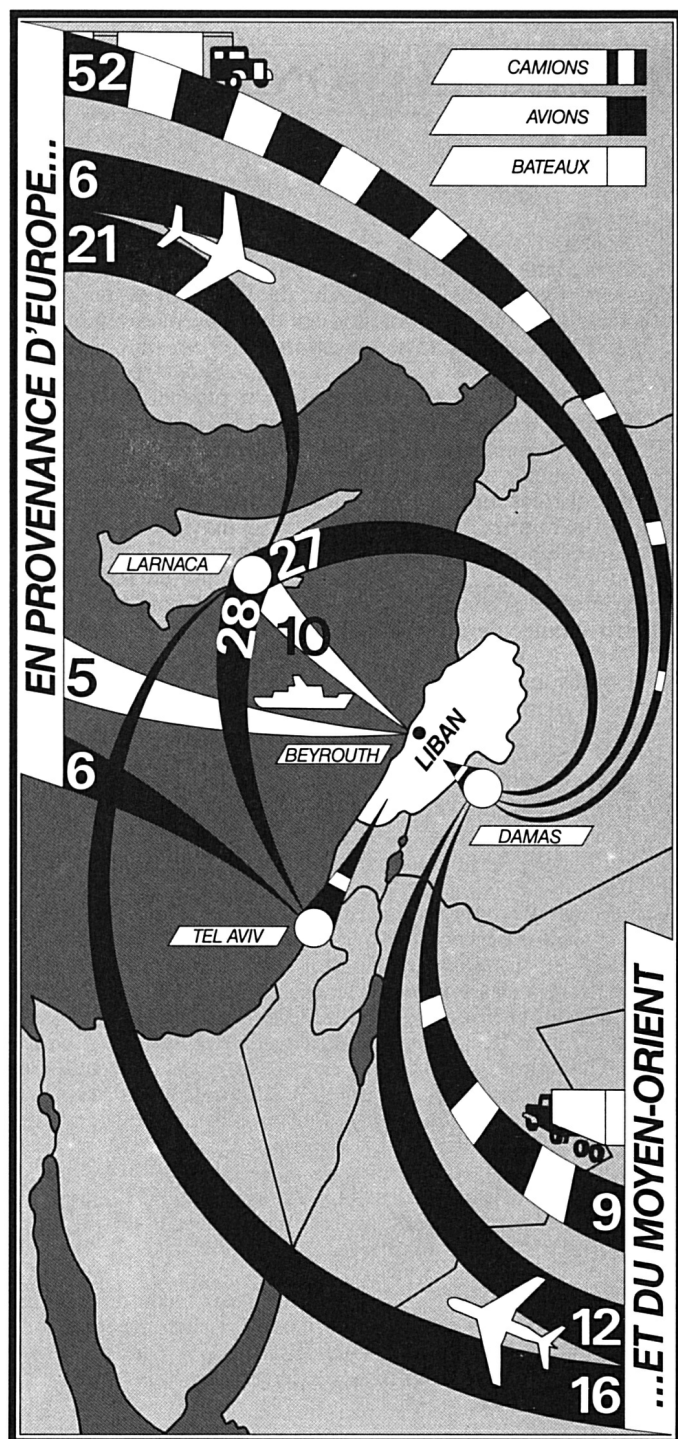 EN PROVENANCE D'EUROPE...
CAMIONS
AVIONS
BATEAUX
52
6
21
LARNACA
27
28
10
5
BEYROUTH
LIBAN
6
DAMAS
TEL AVIV
...ET DU MOYEN-ORIENT
9
12
16